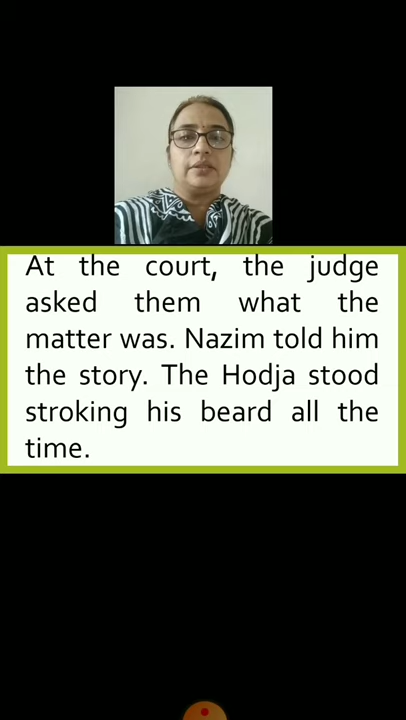 At the court, the judge
asked them what the
matter was. Nazim told him
the story. The Hodja stood
stroking his beard all the
time.